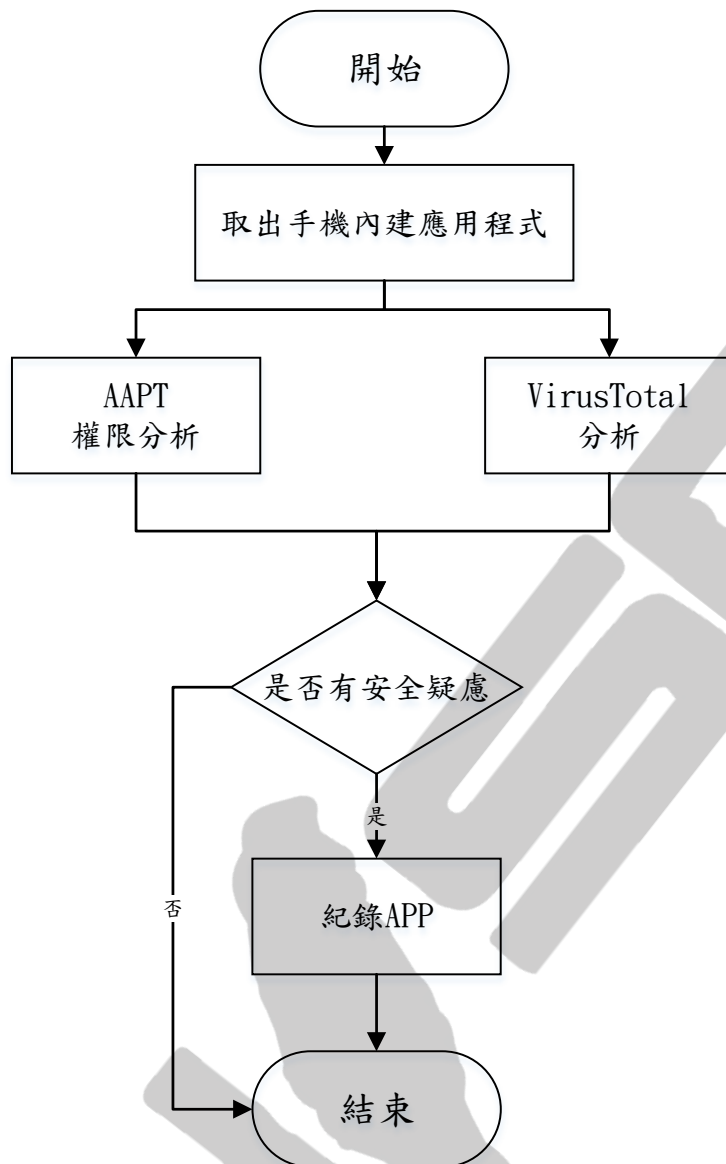 開始
取出手機內建應用程式
AAPT
權限分析
VirusTotal
分析
是否有安全疑慮
是
否
紀錄APP
結束